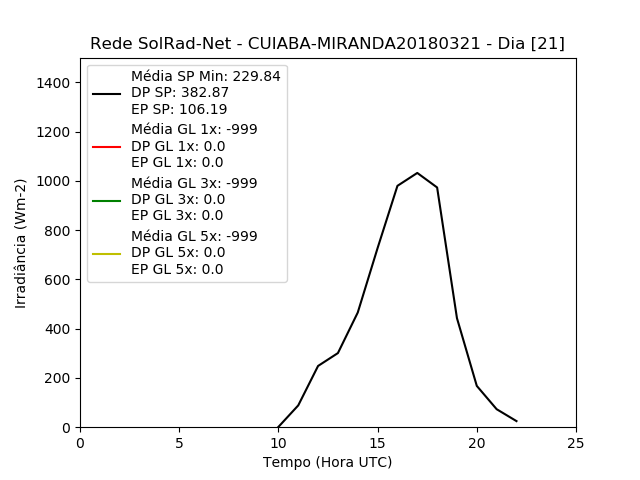 Rede SolRad-Net - CUIABA-MIRANDA20180321 - Dia [21]
Média SP Min: 229.84
DP SP: 382.87
EP SP: 106.19
Média GL 1x: -999
DP GL 1x: 0.0
EP GL 1x: 0.0
Média GL 3x: -999
DP GL 3x: 0.0
EP GL 3x: 0.0
Média GL 5x: -999
DP GL 5x: 0.0
EP GL 5x: 0.0
Irradiância (Wm-2)
1400
1200
1000
800
600
400
200
0
0 5 10 15 20 25
Tempo (Hora UTC)